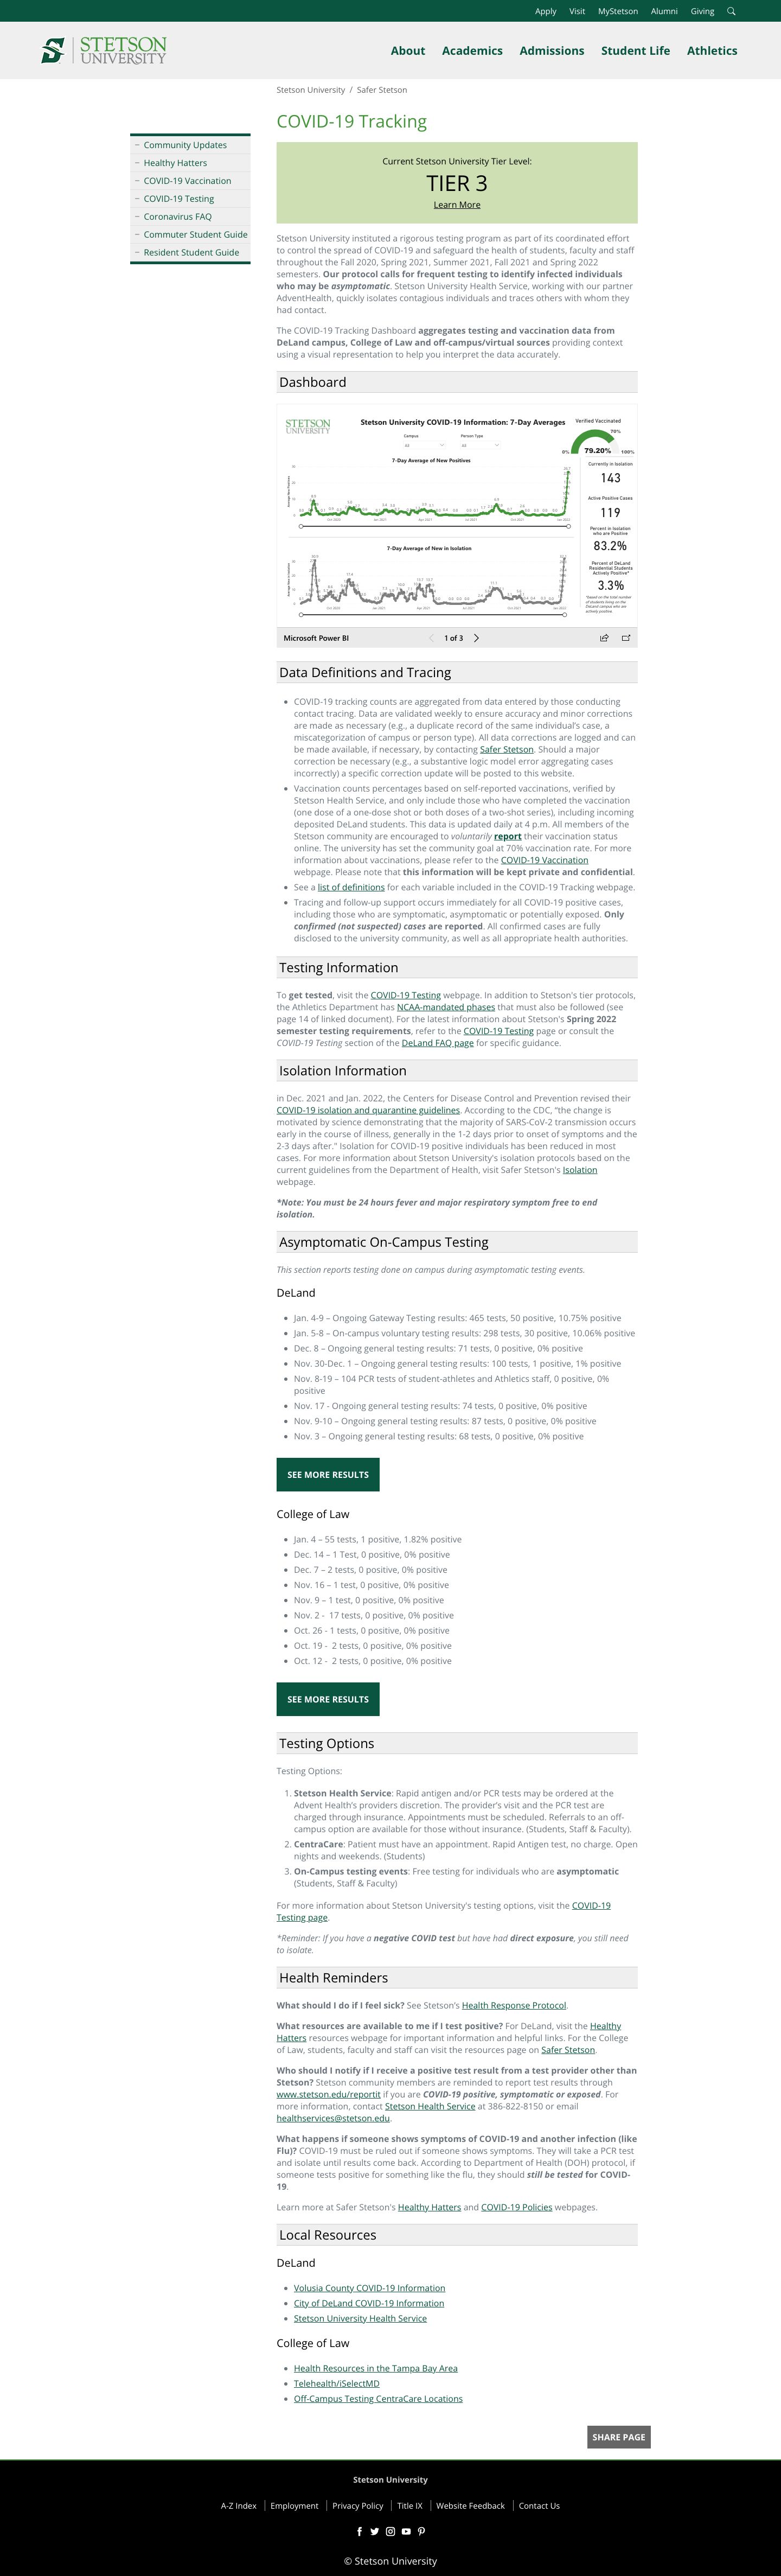 Apply Visit MyStetson Alumni Giving
STETSON
UNIVERSITY
About Academics Admissions Student Life Athletics
Stetson University / Safer Stetson
Community Updates
Healthy Hatters
COVID-19 Vaccination
COVID-19 Testing
Coronavirus FAQ
Commuter Student Guide
Resident Student Guide
COVID-19 Tracking
Current Stetson University Tier Level:
TIER 3
Learn More
Stetson University instituted a rigorous testing program as part of its coordinated effort
to control the spread of COVID-19 and safeguard the health of students, faculty and staff
throughout the Fall 2020, Spring 2021, Summer 2021, Fall 2021 and Spring 2022
semesters. Our protocol calls for frequent testing to identify infected individuals
who may be asymptomatic. Stetson University Health Service, working with our partner
AdventHealth, quickly isolates contagious individuals and traces others with whom they
had contact.
The COVID-19 Tracking Dashboard aggregates testing and vaccination data from
DeLand campus, College of Law and off-campus/virtual sources providing context
using a visual representation to help you interpret the data accurately.
Dashboard
STETSON
UNIVERSITY
Stetson University COVID-19 Information: 7-Day Averages
Campus Person Type
All All
Verified Vaccinated
70%
0% 79.20% 100%
7-Day Average of New Positives
Oct 2020 Jan 2021 Apr 2021 Jul 2021 Oct 2021 Jan 2022
7-Day Average of New in Isolation
Currently in Isolation
143
Active Positive Cases
119
Percent in Isolation
who are Positive
83.2%
Percent of DeLand
Residential Students
Actively Positive*
3.3%
*based on the total number
of students living on the
DeLand campus who are
actively positive
Microsoft Power BI 1 of 3
Data Definitions and Tracing
COVID-19 tracking counts are aggregated from data entered by those conducting
contact tracing. Data are validated weekly to ensure accuracy and minor corrections
are made as necessary (e.g., a duplicate record of the same individual’s case, a
miscategorization of campus or person type). All data corrections are logged and can
be made available, if necessary, by contacting Safer Stetson. Should a major
correction be necessary (e.g., a substantive logic model error aggregating cases
incorrectly) a specific correction update will be posted to this website.
Vaccination counts percentages based on self-reported vaccinations, verified by
Stetson Health Service, and only include those who have completed the vaccination
(one dose of a one-dose shot or both doses of a two-shot series), including incoming
deposited DeLand students. This data is updated daily at 4 p.m. All members of the
Stetson community are encouraged to voluntarily report their vaccination status
online. The university has set the community goal at 70% vaccination rate. For more
information about vaccinations, please refer to the COVID-19 Vaccination
webpage. Please note that this information will be kept private and confidential.
See a list of definitions for each variable included in the COVID-19 Tracking webpage.
Tracing and follow-up support occurs immediately for all COVID-19 positive cases,
including those who are symptomatic, asymptomatic or potentially exposed. Only
confirmed (not suspected) cases are reported. All confirmed cases are fully
disclosed to the university community, as well as all appropriate health authorities.
Testing Information
To get tested, visit the COVID-19 Testing webpage. In addition to Stetson's tier protocols,
the Athletics Department has NCAA-mandated phases that must also be followed (see
page 14 of linked document). For the latest information about Stetson's Spring 2022
semester testing requirements, refer to the COVID-19 Testing page or consult the
COVID-19 Testing section of the DeLand FAQ page for specific guidance.
Isolation Information
in Dec. 2021 and Jan. 2022, the Centers for Disease Control and Prevention revised their
COVID-19 isolation and quarantine guidelines. According to the CDC, "the change is
motivated by science demonstrating that the majority of SARS-CoV-2 transmission occurs
early in the course of illness, generally in the 1-2 days prior to onset of symptoms and the
2-3 days after." Isolation for COVID-19 positive individuals has been reduced in most
cases. For more information about Stetson University's isolation protocols based on the
current guidelines from the Department of Health, visit Safer Stetson's Isolation
webpage.
*Note: You must be 24 hours fever and major respiratory symptom free to end
isolation.
Asymptomatic On-Campus Testing
This section reports testing done on campus during asymptomatic testing events.
DeLand
Jan. 4-9 – Ongoing Gateway Testing results: 465 tests, 50 positive, 10.75% positive
Jan. 5-8 – On-campus voluntary testing results: 298 tests, 30 positive, 10.06% positive
Dec. 8 – Ongoing general testing results: 71 tests, 0 positive, 0% positive
Nov. 30-Dec. 1 – Ongoing general testing results: 100 tests, 1 positive, 1% positive
Nov. 8-19 – 104 PCR tests of student-athletes and Athletics staff, 0 positive, 0%
positive
Nov. 17 - Ongoing general testing results: 74 tests, 0 positive, 0% positive
Nov. 9-10 – Ongoing general testing results: 87 tests, 0 positive, 0% positive
Nov. 3 – Ongoing general testing results: 68 tests, 0 positive, 0% positive
SEE MORE RESULTS
College of Law
Jan. 4 – 55 tests, 1 positive, 1.82% positive
Dec. 14 – 1 Test, 0 positive, 0% positive
Dec. 7 – 2 tests, 0 positive, 0% positive
Nov. 16 – 1 test, 0 positive, 0% positive
Nov. 9 – 1 test, 0 positive, 0% positive
Nov. 2 - 17 tests, 0 positive, 0% positive
Oct. 26 - 1 tests, 0 positive, 0% positive
Oct. 19 - 2 tests, 0 positive, 0% positive
Oct. 12 - 2 tests, 0 positive, 0% positive
SEE MORE RESULTS
Testing Options
Testing Options:
1. Stetson Health Service: Rapid antigen and/or PCR tests may be ordered at the
Advent Health’s providers discretion. The provider’s visit and the PCR test are
charged through insurance. Appointments must be scheduled. Referrals to an off-
campus option are available for those without insurance. (Students, Staff & Faculty).
2. CentraCare: Patient must have an appointment. Rapid Antigen test, no charge. Open
nights and weekends. (Students)
3. On-Campus testing events: Free testing for individuals who are asymptomatic
(Students, Staff & Faculty)
For more information about Stetson University's testing options, visit the COVID-19
Testing page.
*Reminder: If you have a negative COVID test but have had direct exposure, you still need
to isolate.
Health Reminders
What should I do if I feel sick? See Stetson's Health Response Protocol.
What resources are available to me if I test positive? For DeLand, visit the Healthy
Hatters resources webpage for important information and helpful links. For the College
of Law, students, faculty and staff can visit the resources page on Safer Stetson.
Who should I notify if I receive a positive test result from a test provider other than
Stetson? Stetson community members are reminded to report test results through
www.stetson.edu/reportit if you are COVID-19 positive, symptomatic or exposed. For
more information, contact Stetson Health Service at 386-822-8150 or email
healthservices@stetson.edu.
What happens if someone shows symptoms of COVID-19 and another infection (like
Flu)? COVID-19 must be ruled out if someone shows symptoms. They will take a PCR test
and isolate until results come back. According to Department of Health (DOH) protocol, if
someone tests positive for something like the flu, they should still be tested for COVID-
19.
Learn more at Safer Stetson's Healthy Hatters and COVID-19 Policies webpages.
Local Resources
DeLand
Volusia County COVID-19 Information
City of DeLand COVID-19 Information
Stetson University Health Service
College of Law
Health Resources in the Tampa Bay Area
Telehealth/iSelectMD
Off-Campus Testing CentraCare Locations
SHARE PAGE
Stetson University
A-Z Index Employment Privacy Policy Title IX Website Feedback Contact Us
© Stetson University